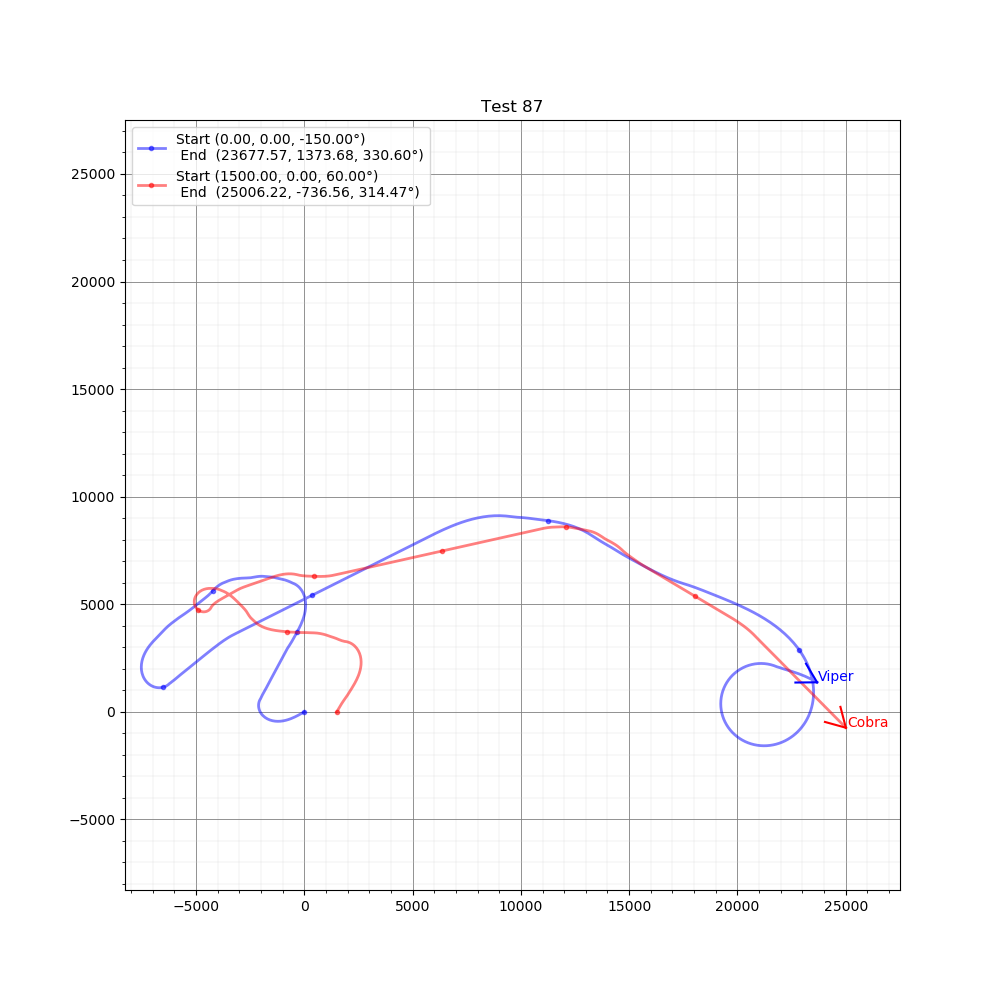 Test 87
Start (0.00, 0.00, -150.00°)
End (23677.57, 1373.68, 330.60°)
Start (1500.00, 0.00, 60.00°)
End (25006.22, -736.56, 314.47°)
25000
20000
15000
10000
5000
0
−5000
Viper
Cobra
−5000 0 5000 10000 15000 20000 25000